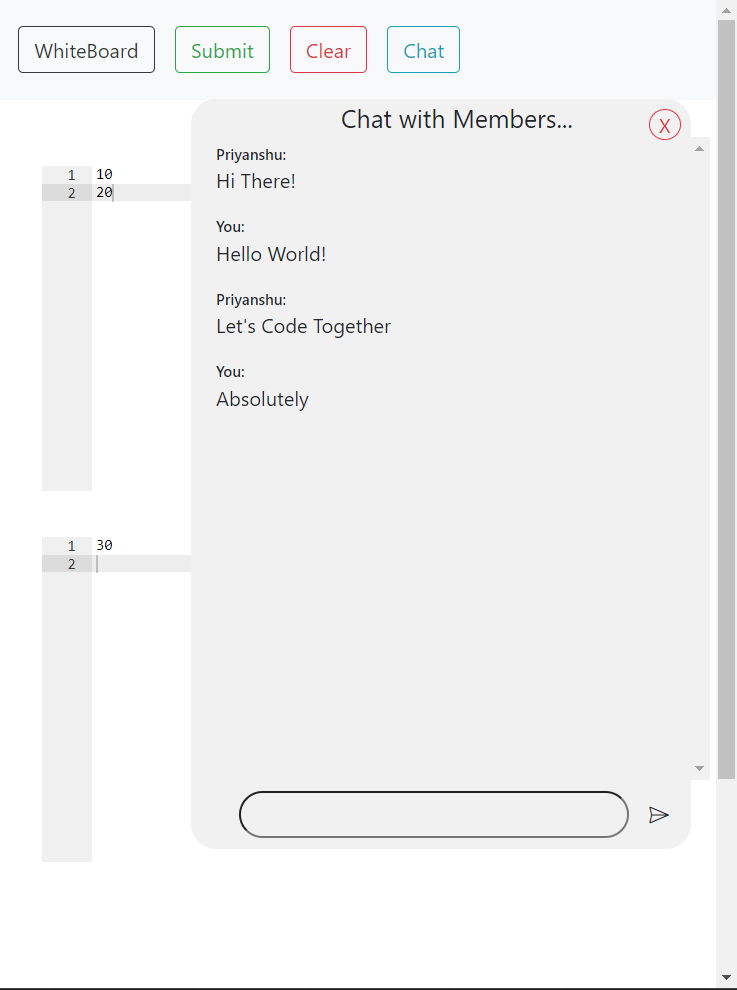 WhiteBoard Submit Clear Chat
Chat with Members...
X
1 10
2 20
Priyanshu:
Hi There!
You:
Hello World!
Priyanshu:
Let's Code Together
You:
Absolutely
1 30
2